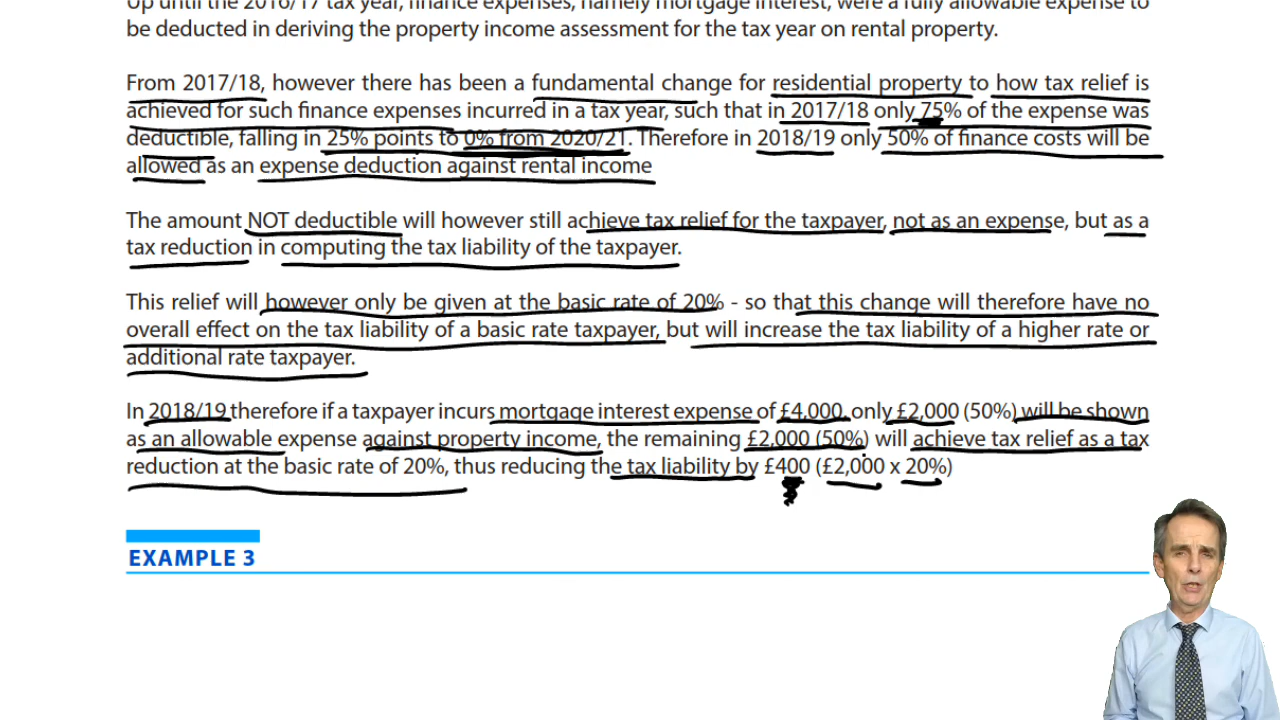 Up until the 2016/17 tax year, finance expenses, namely mortgage interest, were a fully allowable expense to
be deducted in deriving the property income assessment for the tax year on rental property.
From 2017/18, however there has been a fundamental change for residential property to how tax relief is
achieved for such finance expenses incurred in a tax year, such that in 2017/18 only 75% of the expense was
deductible, falling in 25% points to 0% from 2020/21. Therefore in 2018/19 only 50% of finance costs will be
allowed as an expense deduction against rental income
The amount NOT deductible will however still achieve tax relief for the taxpayer, not as an expense, but as a
tax reduction in computing the tax liability of the taxpayer.
This relief will however only be given at the basic rate of 20% - so that this change will therefore have no
overall effect on the tax liability of a basic rate taxpayer, but will increase the tax liability of a higher rate or
additional rate taxpayer.
In 2018/19 therefore if a taxpayer incurs mortgage interest expense of £4,000, only £2,000 (50%) will be shown
as an allowable expense against property income, the remaining £2,000 (50%) will achieve tax relief as a tax
reduction at the basic rate of 20%, thus reducing the tax liability by £400 (£2,000 x 20%)
EXAMPLE 3